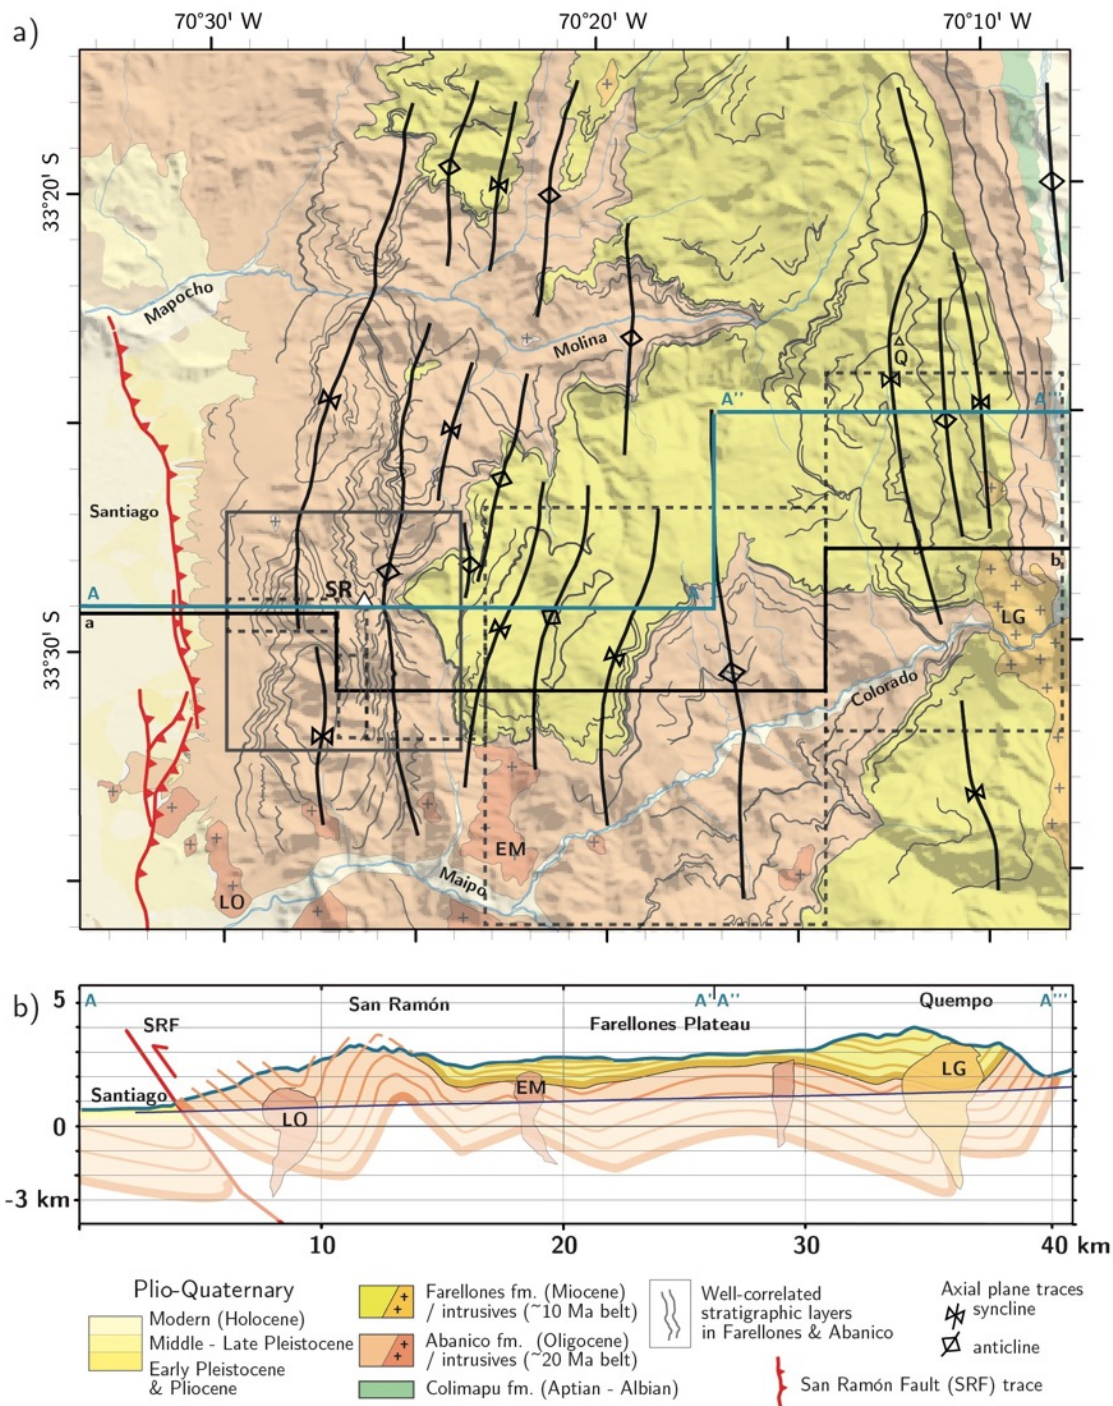 a)
70°30' W
70°20' W
70°10' W
33°20' S
Mapocho
Molina
Q
A''
A'''
Santiago
SR
A
A'
a
b
LG
33°30' S
Colorado
EM
Maipo
LO
b)
5
A
San Ramón
A' A''
Quempo
A'''
SRF
Farellones Plateau
Santiago
EM
LG
LO
0
-3 km
10
20
30
40 km
Plio-Quaternary
Modern (Holocene)
Middle - Late Pleistocene
Early Pleistocene
& Pliocene
Farellones fm. (Miocene)
/ intrusives (~10 Ma belt)
Abanico fm. (Oligocene)
/ intrusives (~20 Ma belt)
Colimapu fm. (Aptian - Albian)
Well-correlated
stratigraphic layers
in Farellones & Abanico
Axial plane traces
syncline
anticline
San Ramón Fault (SRF) trace